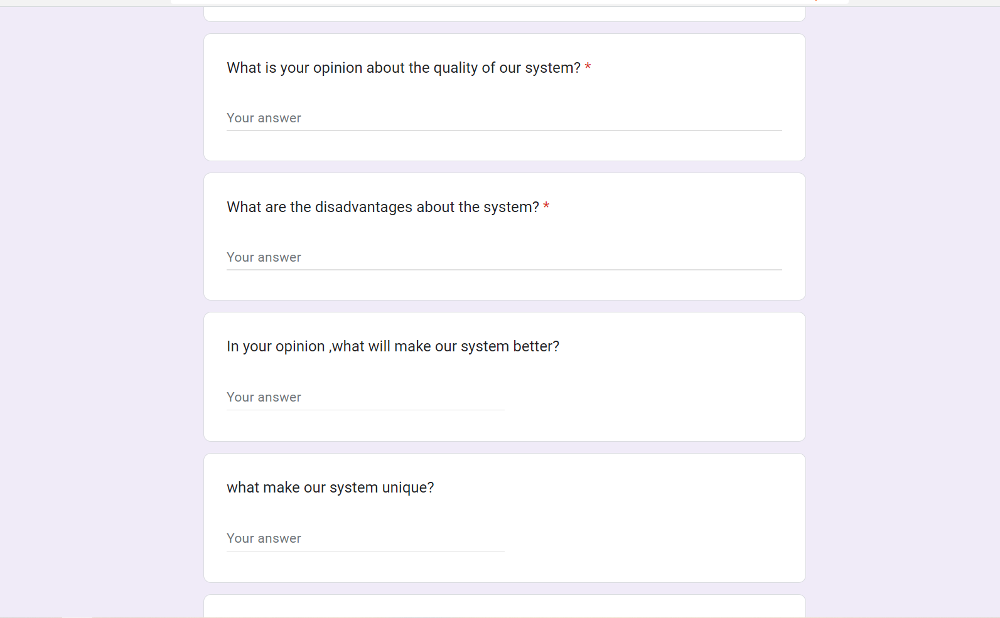 What is your opinion about the quality of our system? *
Your answer
What are the disadvantages about the system? *
Your answer
In your opinion ,what will make our system better?
Your answer
what make our system unique?
Your answer